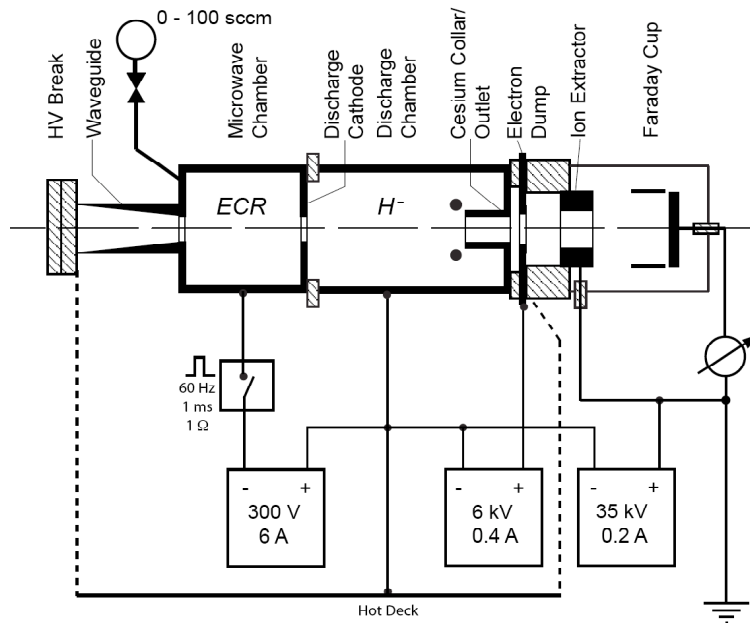 0 - 100 sccm
HV Break
Waveguide
Microwave
Chamber
Discharge
Cathode
Discharge
Chamber
Cesium Collar/
Outlet
Electron
Dump
Ion Extractor
Faraday Cup
ECR
H⁻
60 Hz
1 ms
1 Ω
- +
300 V
6 A
- +
6 kV
0.4 A
- +
35 kV
0.2 A
Hot Deck